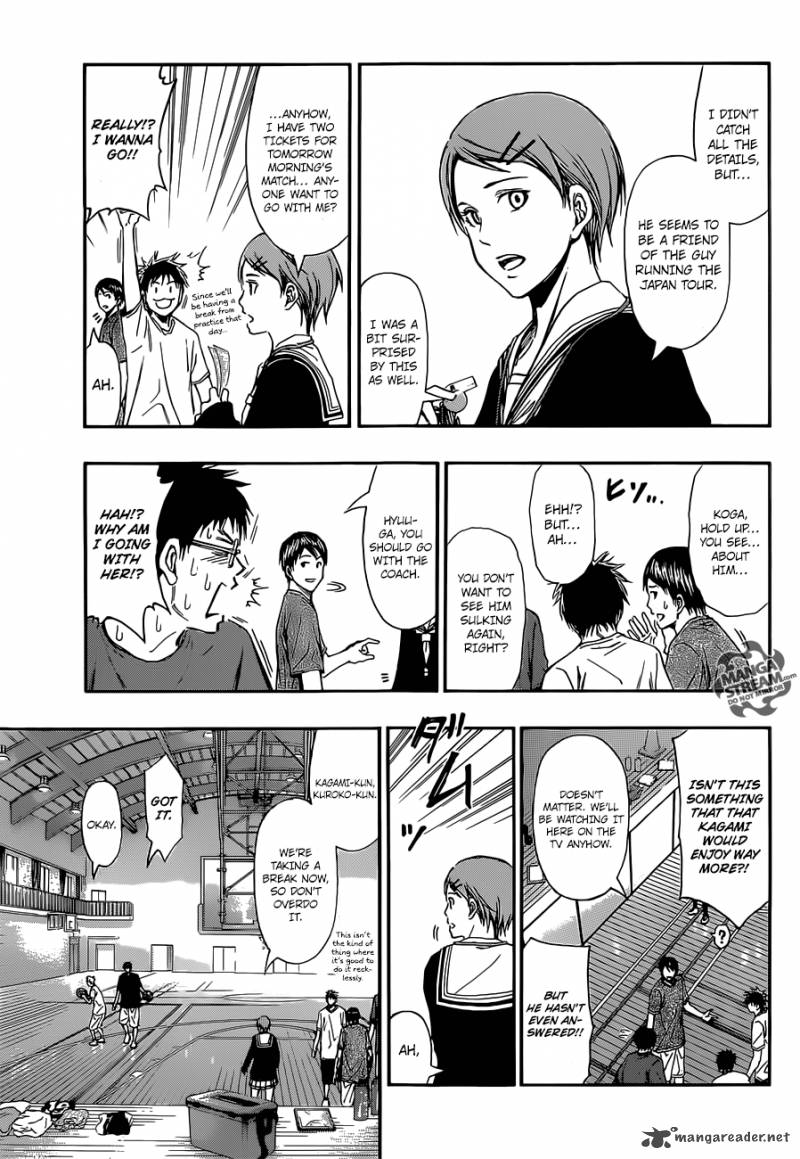 I DIDN'T
CATCH
ALL THE
DETAILS,
BUT...
HE SEEMS TO
BE A FRIEND
OF THE GUY
RUNNING THE
JAPAN TOUR.
I WAS A
BIT SUR-
PRISED
BY THIS
AS WELL.
...ANYHOW,
I HAVE TWO
TICKETS FOR
TOMORROW
MORNING'S
MATCH... ANY-
ONE WANT TO
GO WITH ME?
REALLY!?
I WANNA
GO!!
Since we'll
be having a
break from
practice that
day...
AH.
KOGA,
HOLD UP...
YOU SEE...
ABOUT
HIM...
ヒソ...
EHH!?
BUT...
AH...
YOU DON'T
WANT TO
SEE HIM
SULKING
AGAIN,
RIGHT?
HYUU-
GA, YOU
SHOULD GO
WITH THE
COACH.
HAH!?
WHY AM
I GOING
WITH
HER!?
MANGA
STREAM.com
DO NOT MIRROR
ISN'T THIS
SOMETHING
THAT THAT
KAGAMI
WOULD
ENJOY WAY
MORE?!
DOESN'T
MATTER. WE'LL
BE WATCHING IT
HERE ON THE
TV ANYHOW.
?
BUT
HE HASN'T
EVEN AN-
SWERED!!
ダムッ
AH,
KAGAMI-KUN,
KUROKO-KUN.
WE'RE
TAKING A
BREAK NOW,
SO DON'T
OVERDO
IT.
This isn't
the kind of
thing where
it's good to
do it reck-
lessly.
GOT
IT.
OKAY.
mangareader.net